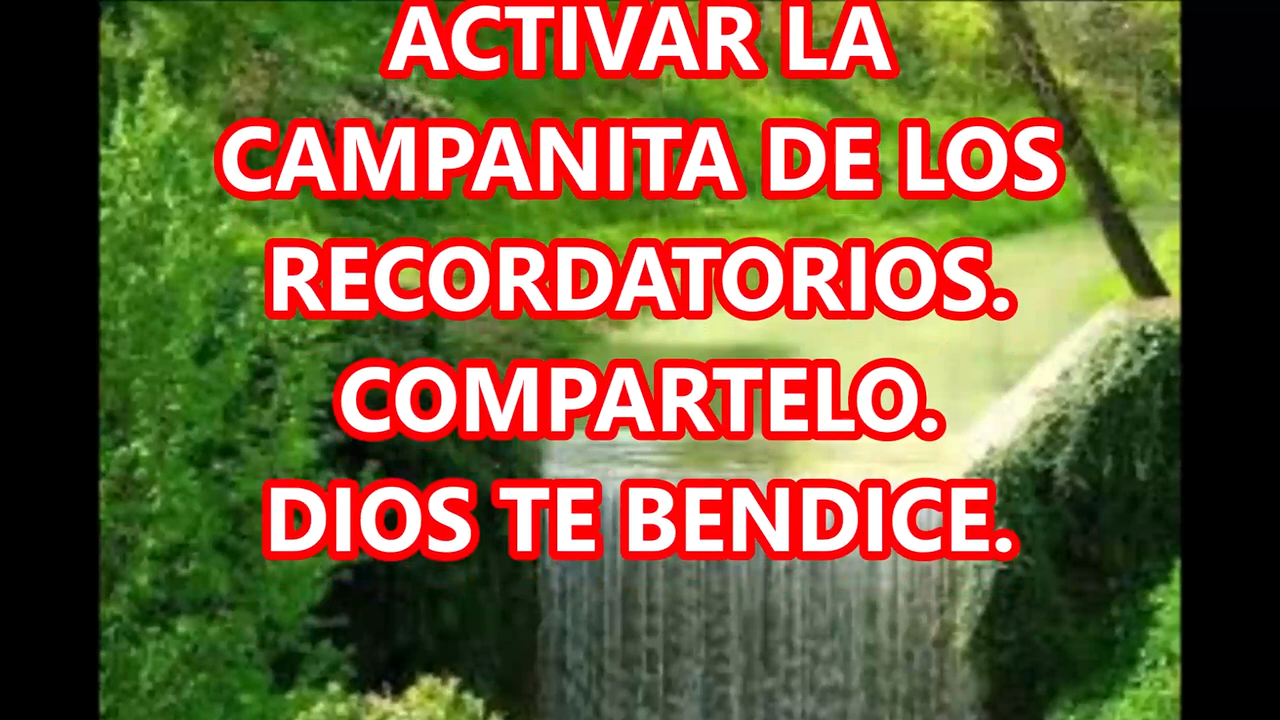 ACTIVAR LA
CAMPANITA DE LOS
RECORDATORIOS.
COMPARTELO.
DIOS TE BENDICE.